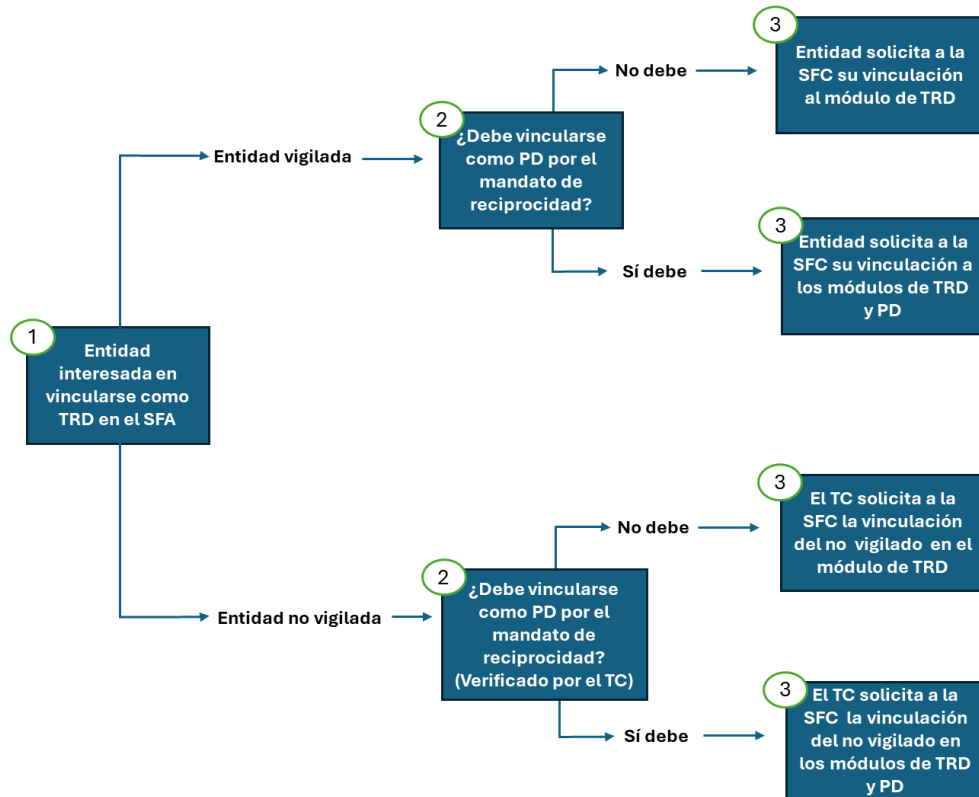 3
Entidad solicita a la
SFC su vinculación
al módulo de TRD
No debe
2
¿Debe vincularse
como PD por el
mandato de
reciprocidad?
Entidad vigilada
3
Entidad solicita a la
SFC su vinculación a
los módulos de TRD
y PD
Sí debe
1
Entidad
interesada en
vincularse como
TRD en el SFA
3
El TC solicita a la
SFC la vinculación
del no vigilado en el
módulo de TRD
No debe
2
¿Debe vincularse
como PD por el
mandato de
reciprocidad?
(Verificado por el TC)
Entidad no vigilada
3
El TC solicita a la
SFC la vinculación
del no vigilado en
los módulos de TRD
y PD
Sí debe